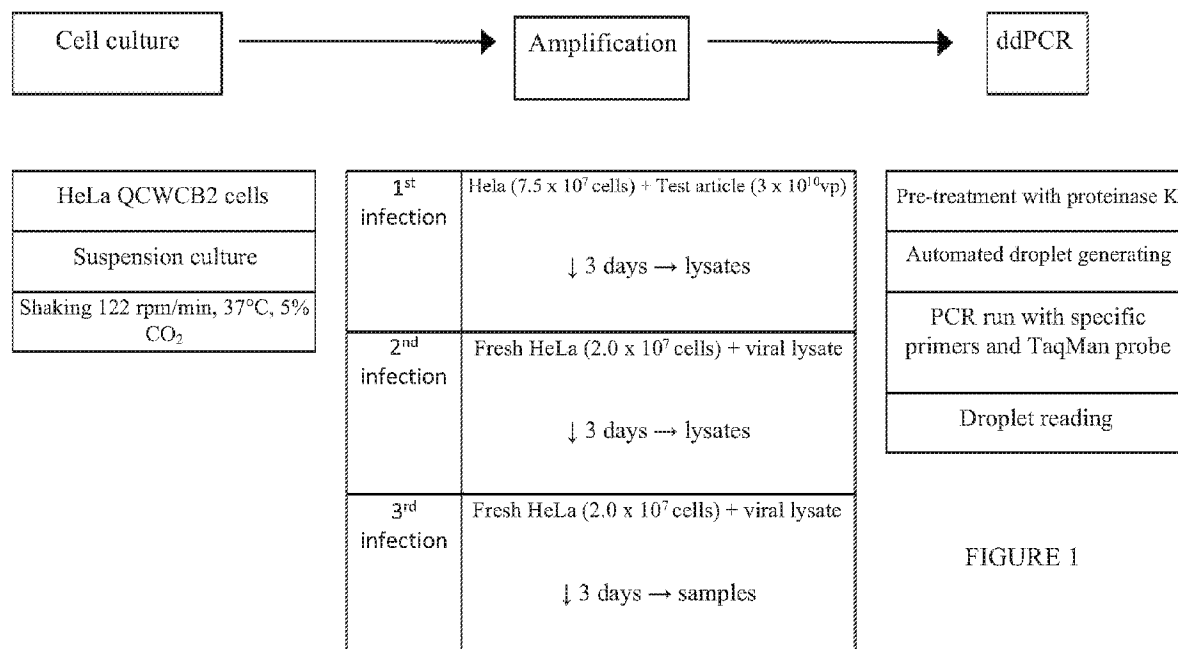 Cell culture
Amplification
ddPCR
HeLa QCWCB2 cells
Suspension culture
Shaking 122 rpm/min, 37°C, 5%
CO₂
1st
infection
Hela (7.5 x 10⁷ cells) + Test article (3 x 10¹⁰vp)
↓ 3 days → lysates
2nd
infection
Fresh HeLa (2.0 x 10⁷ cells) + viral lysate
↓ 3 days → lysates
3rd
infection
Fresh HeLa (2.0 x 10⁷ cells) + viral lysate
↓ 3 days → samples
Pre-treatment with proteinase K
Automated droplet generating
PCR run with specific
primers and TaqMan probe
Droplet reading
FIGURE 1